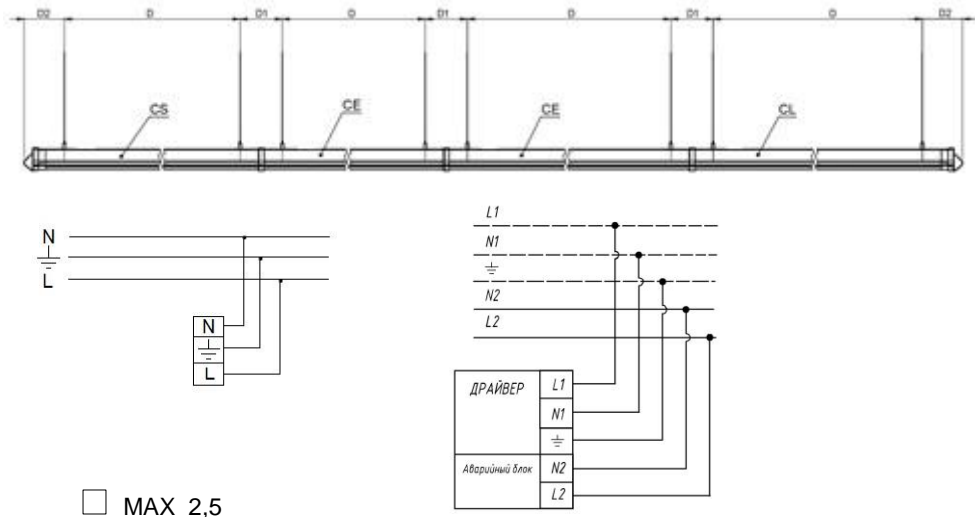 D2 D D1 D D1 D D1 D D2
CS CE CE CL
N
L
N
L
MAX 2,5
L1
N1
N2
L2
ДРАЙВЕР
L1
N1
Аварийный блок
N2
L2